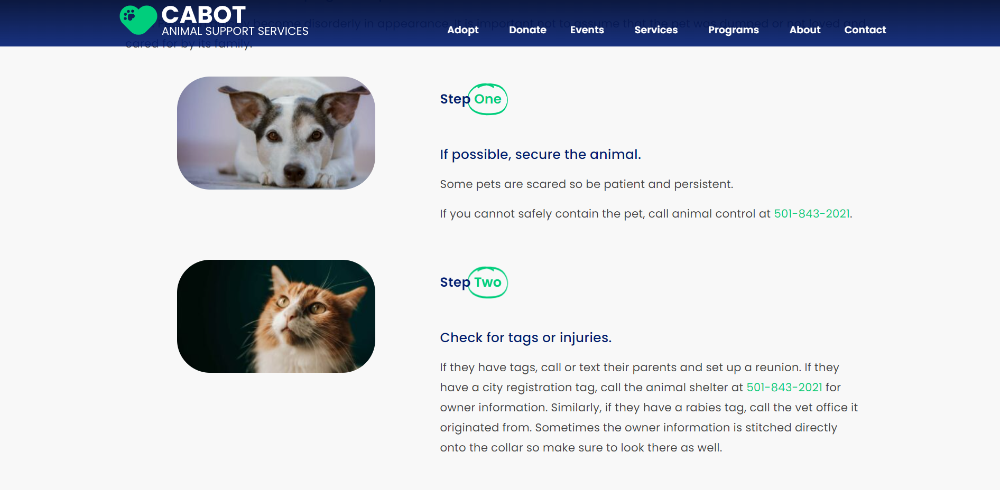 CABOT
ANIMAL SUPPORT SERVICES
Adopt Donate Events Services Programs About Contact
become disorderly in appearance. It is important not to assume that the pet was dumped or not loved and
cared for by its family.
Step One
If possible, secure the animal.
Some pets are scared so be patient and persistent.
If you cannot safely contain the pet, call animal control at 501-843-2021.
Step Two
Check for tags or injuries.
If they have tags, call or text their parents and set up a reunion. If they
have a city registration tag, call the animal shelter at 501-843-2021 for
owner information. Similarly, if they have a rabies tag, call the vet office it
originated from. Sometimes the owner information is stitched directly
onto the collar so make sure to look there as well.